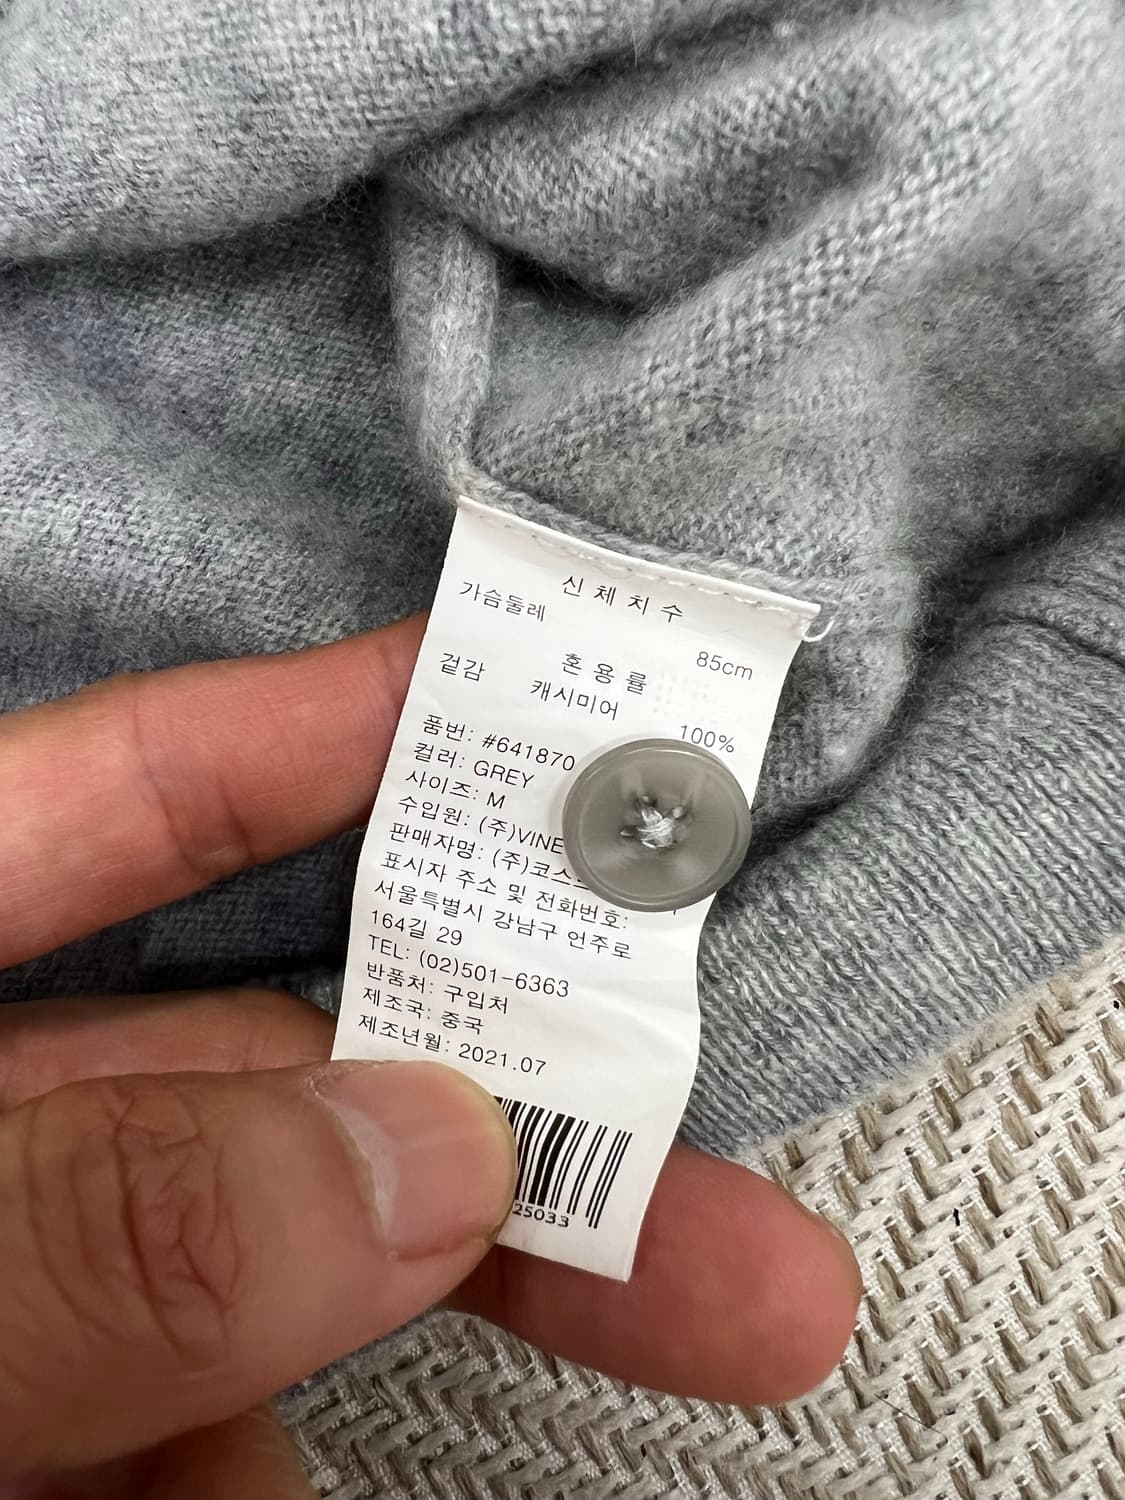 신체치수
가슴둘레 85cm
혼용률
겉감 캐시미어 100%
품번: #641870
컬러: GREY
사이즈: M
수입원: (주)VINE
판매자명: (주)코스
표시자 주소 및 전화번호:
서울특별시 강남구 언주로
164길 29
TEL: (02)501-6363
반품처: 구입처
제조국: 중국
제조년월: 2021.07
25033